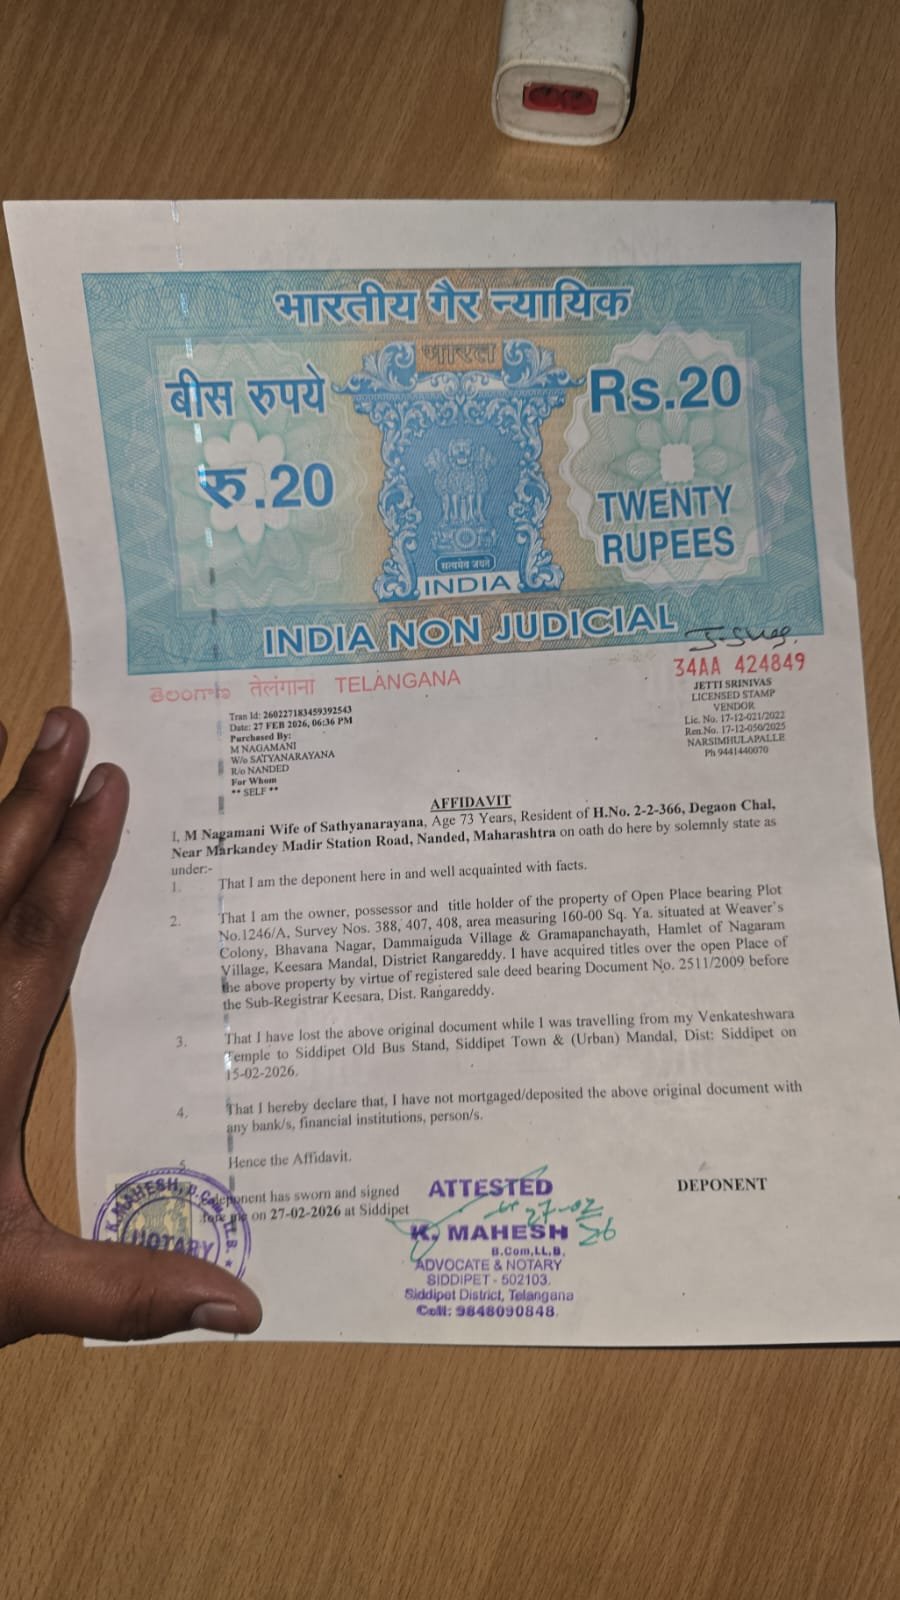 भारतीय गैर न्यायिक
भारत
बीस रुपये
Rs.20
रु.20
TWENTY
RUPEES
सत्यमेव जयते
INDIA
INDIA NON JUDICIAL
తెలంగాణ तेलंगाना TELANGANA
34AA 424849
JETTI SRINIVAS
LICENSED STAMP
VENDOR
Lic. No. 17-12-021/2022
Ren.No. 17-12-050/2025
NARSIMHULAPALLE
Ph 9441440070
Tran Id: 260227183459392543
Date: 27 FEB 2026, 06:36 PM
Purchased By:
M NAGAMANI
W/o SATYANARAYANA
R/o NANDED
For Whom
** SELF **
AFFIDAVIT
I, M Nagamani Wife of Sathyanarayana, Age 73 Years, Resident of H.No. 2-2-366, Degaon Chal,
Near Markandey Madir Station Road, Nanded, Maharashtra on oath do here by solemnly state as
under:-
1. That I am the deponent here in and well acquainted with facts.
2. That I am the owner, possessor and title holder of the property of Open Place bearing Plot
No.1246/A, Survey Nos. 388, 407, 408, area measuring 160-00 Sq. Ya. situated at Weaver's
Colony, Bhavana Nagar, Dammaiguda Village & Gramapanchayath, Hamlet of Nagaram
Village, Keesara Mandal, District Rangareddy. I have acquired titles over the open Place of
the above property by virtue of registered sale deed bearing Document No. 2511/2009 before
the Sub-Registrar Keesara, Dist. Rangareddy.
3. That I have lost the above original document while I was travelling from my Venkateshwara
Temple to Siddipet Old Bus Stand, Siddipet Town & (Urban) Mandal, Dist: Siddipet on
15-02-2026.
4. That I hereby declare that, I have not mortgaged/deposited the above original document with
any bank/s, financial institutions, person/s.
5. Hence the Affidavit.
deponent has sworn and signed
me on 27-02-2026 at Siddipet
K. MAHESH, B.Com, LL.B.
NOTARY
ATTESTED
27-02
26
K. MAHESH
B.Com,LL.B.
ADVOCATE & NOTARY
SIDDIPET - 502103.
Siddipet District, Telangana
Cell: 9848090848.
DEPONENT